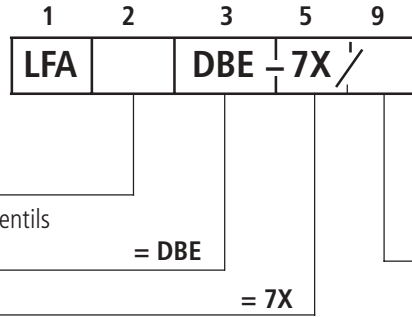 1 2 3 5 9
LFA DBE – 7X /
entils
= DBE
= 7X